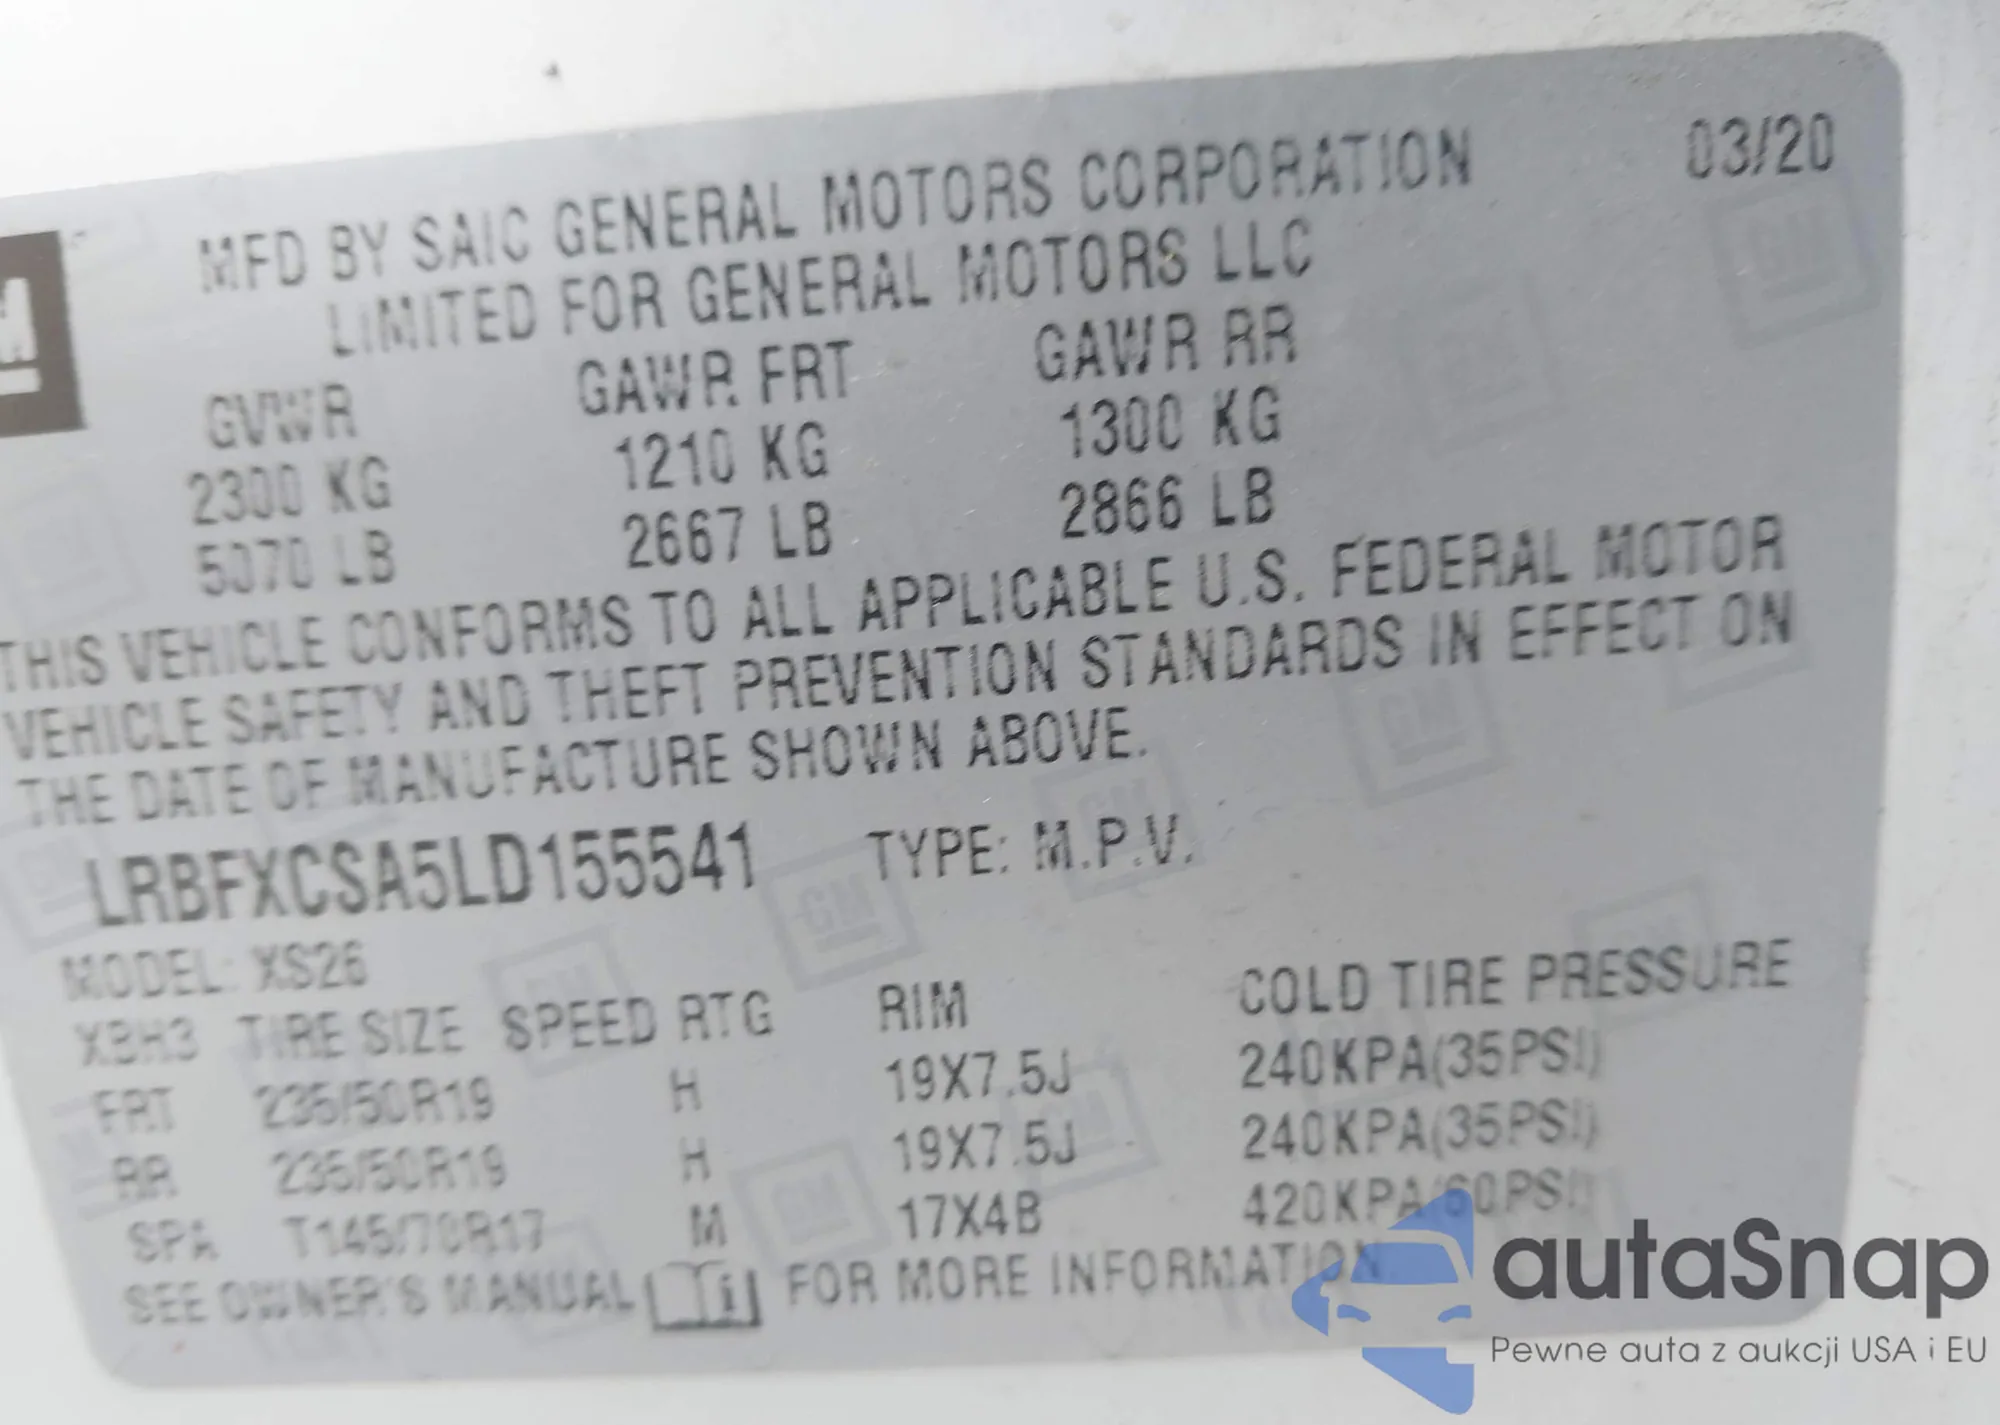 MFD BY SAIC GENERAL MOTORS CORPORATION 03/20
LIMITED FOR GENERAL MOTORS LLC
GVWR GAWR FRT GAWR RR
2300 KG 1210 KG 1300 KG
5070 LB 2667 LB 2866 LB
THIS VEHICLE CONFORMS TO ALL APPLICABLE U.S. FEDERAL MOTOR
VEHICLE SAFETY AND THEFT PREVENTION STANDARDS IN EFFECT ON
THE DATE OF MANUFACTURE SHOWN ABOVE.
LRBFXCSA5LD155541 TYPE: M.P.V.
MODEL: XS26
XBH3 TIRE SIZE SPEED RTG RIM COLD TIRE PRESSURE
FRT 235/50R19 H 19X7.5J 240KPA(35PSI)
RR 235/50R19 H 19X7.5J 240KPA(35PSI)
SPA T145/70R17 M 17X4B 420KPA(60PSI)
SEE OWNER'S MANUAL i FOR MORE INFORMATION
autaSnap
Pewne auta z aukcji USA i EU